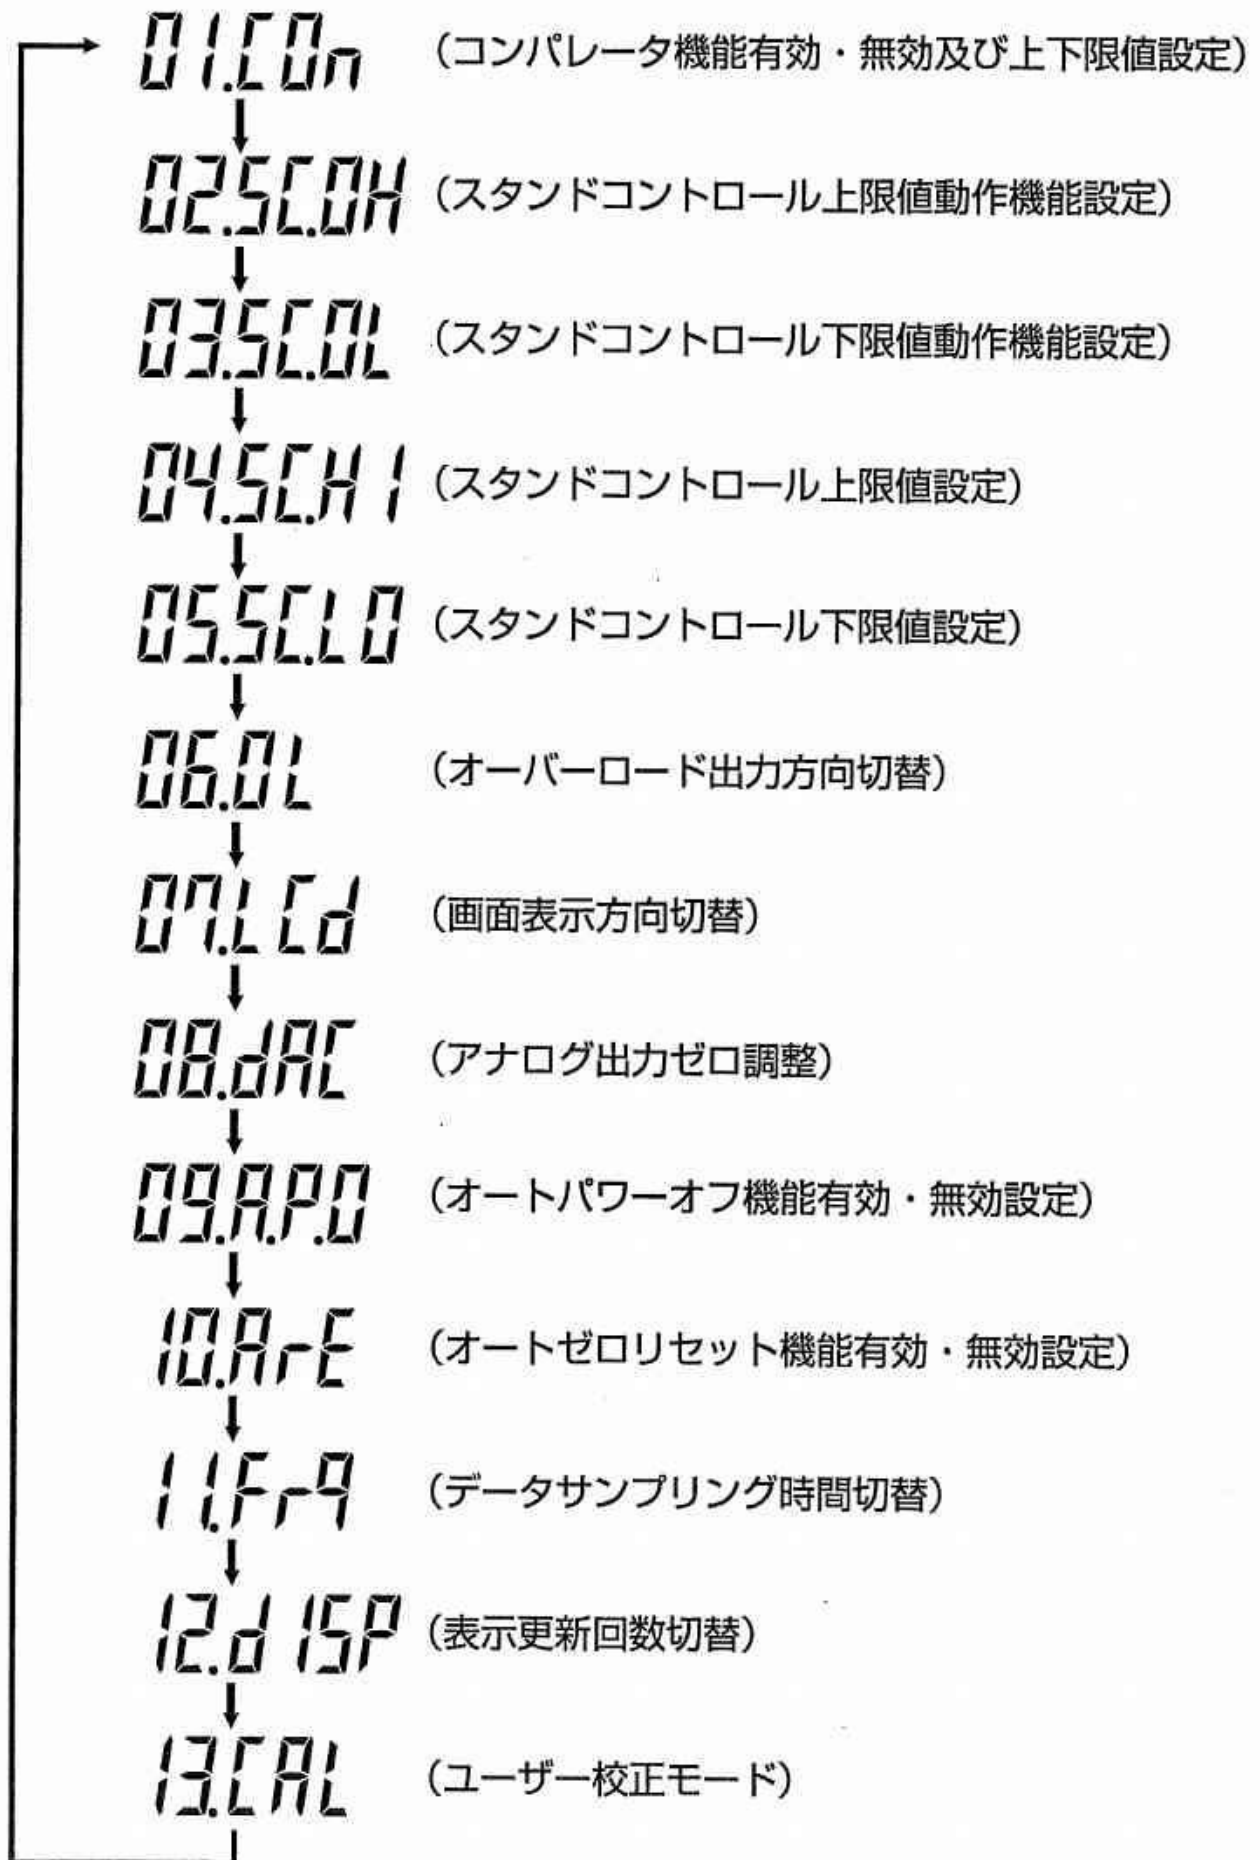 01.COn (コンパレータ機能有効・無効及び上下限値設定)
02.SC.OH (スタンドコントロール上限値動作機能設定)
03.SC.OL (スタンドコントロール下限値動作機能設定)
04.SC.HI (スタンドコントロール上限値設定)
05.SC.LO (スタンドコントロール下限値設定)
06.OL (オーバーロード出力方向切替)
07.LCd (画面表示方向切替)
08.dAC (アナログ出力ゼロ調整)
09.A.P.O (オートパワーオフ機能有効・無効設定)
10.ArE (オートゼロリセット機能有効・無効設定)
11.Frq (データサンプリング時間切替)
12.dISP (表示更新回数切替)
13.CAL (ユーザー校正モード)